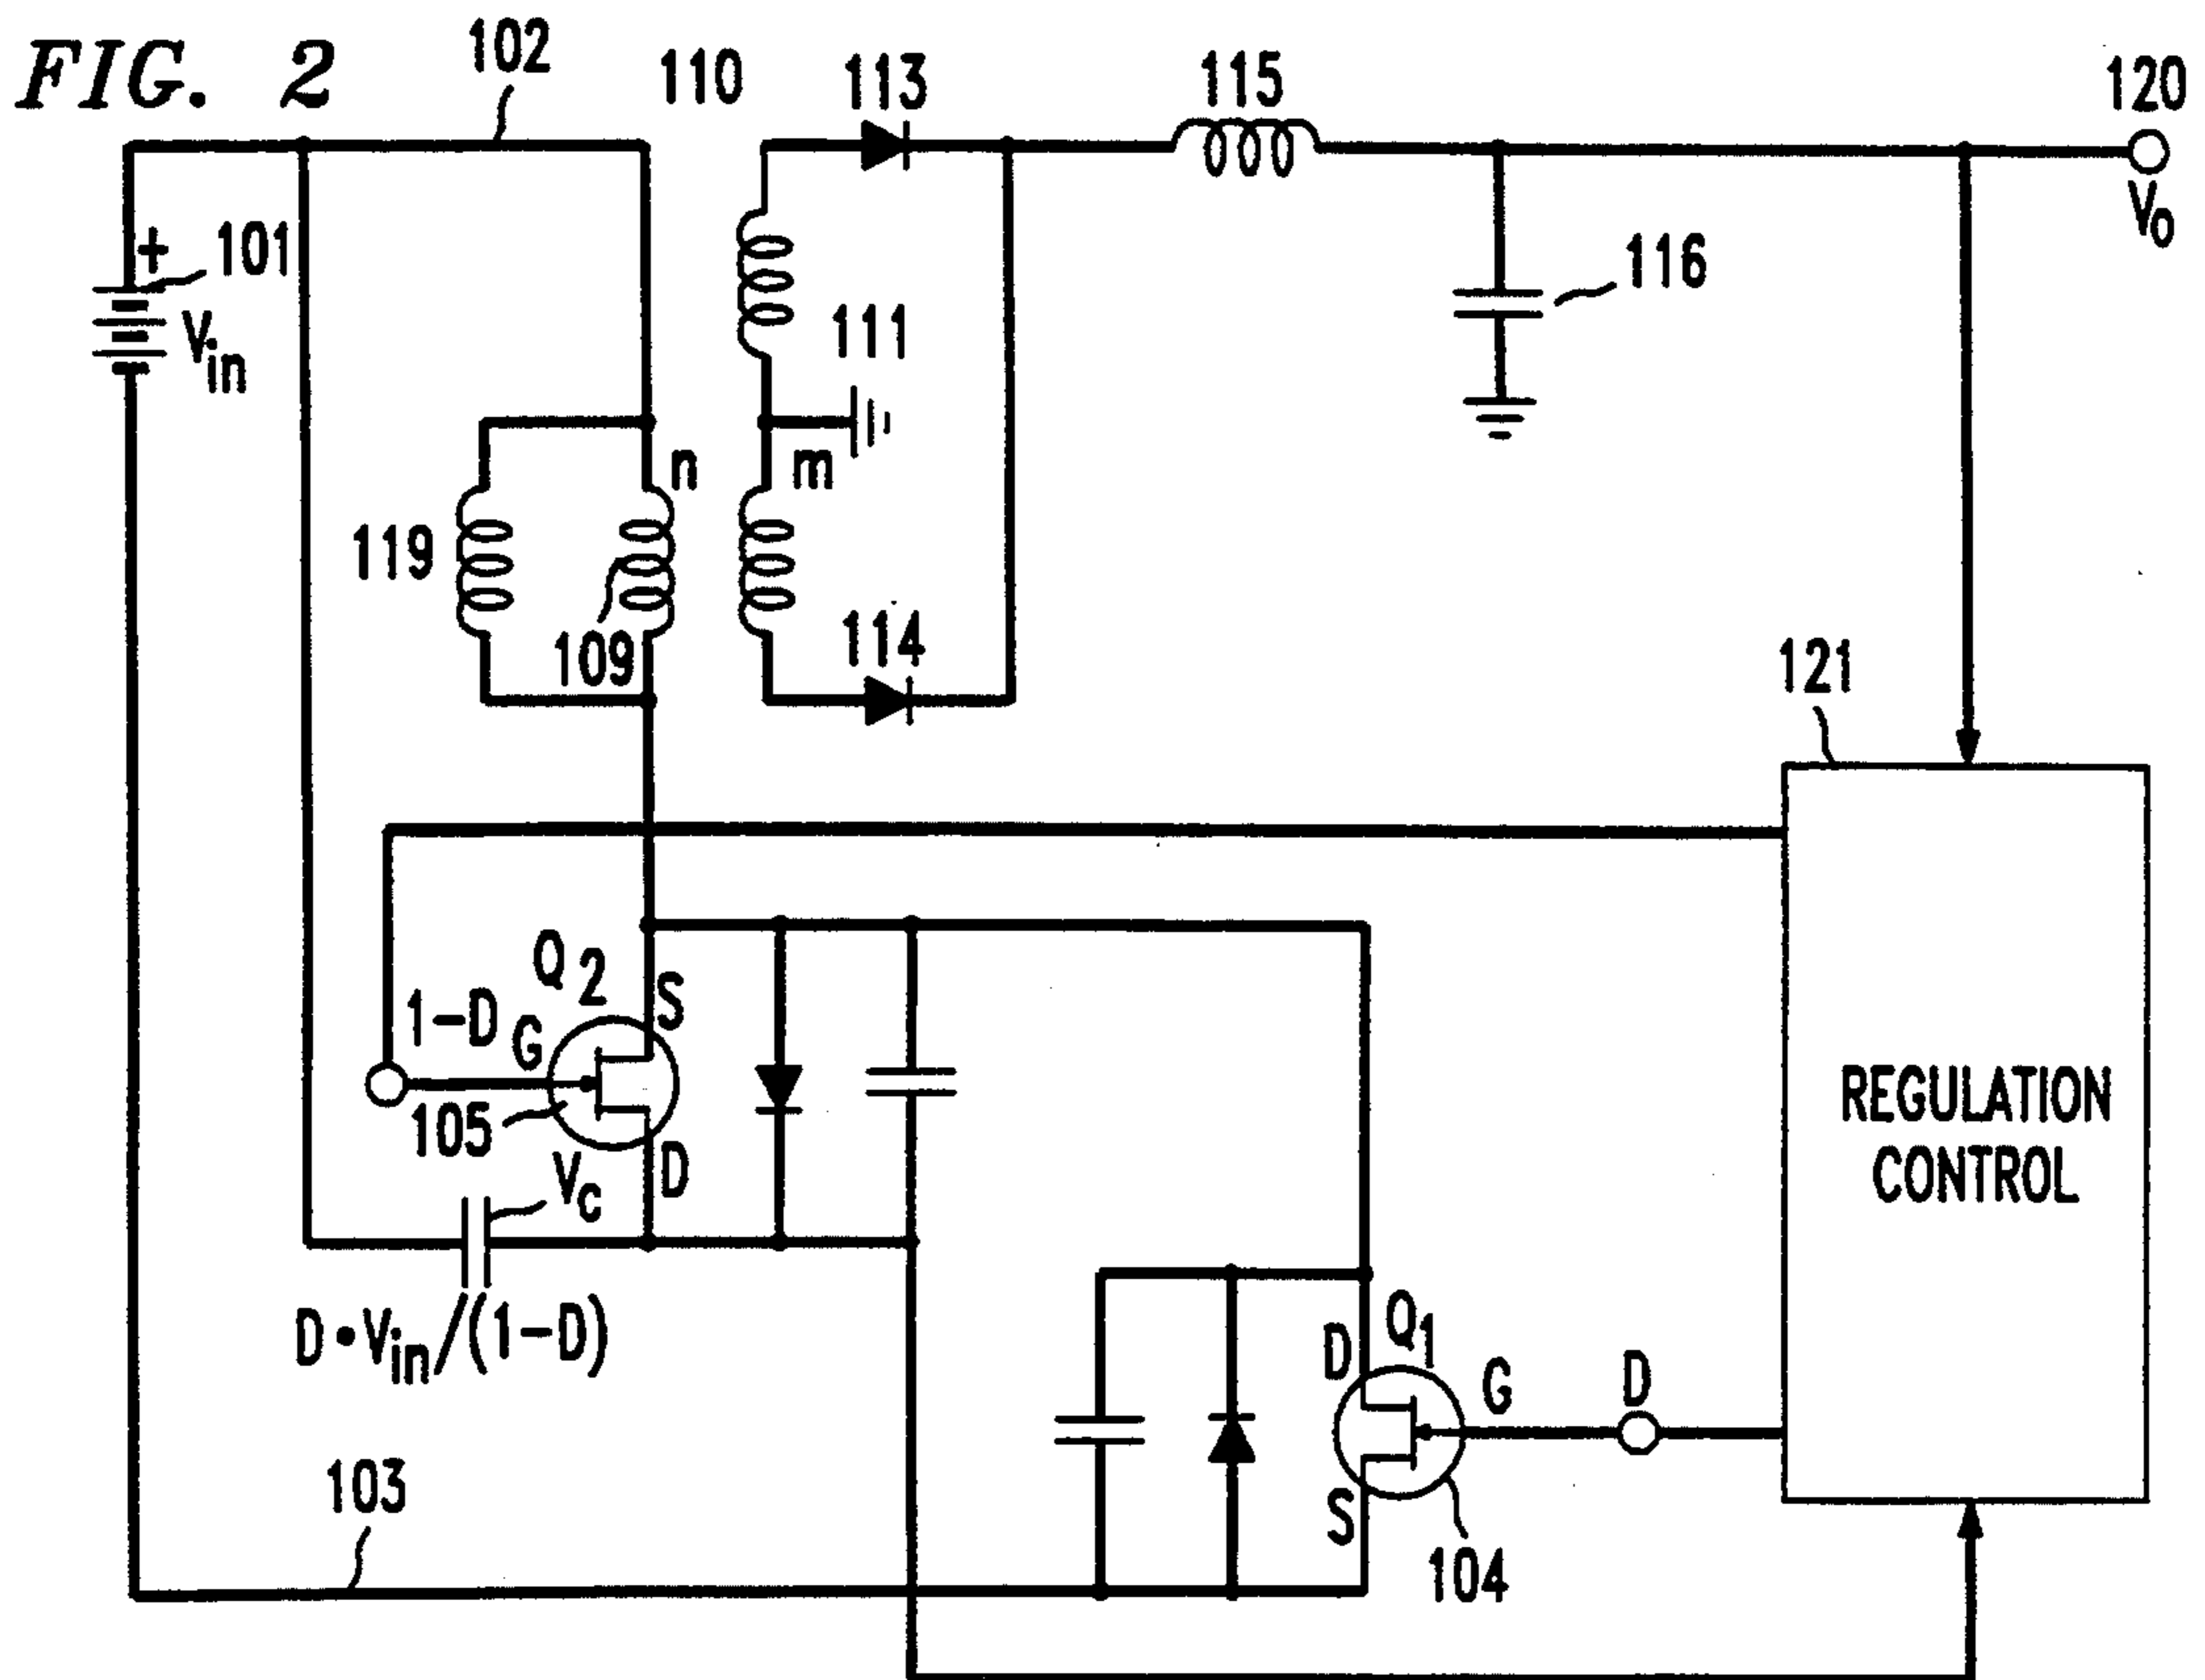 FIG. 2
102
110
113
115
120
Vo
+
101
Vin
111
116
n
m
119
109
114
121
Q2
S
1-D
G
105
Vc
D
REGULATION
CONTROL
D•Vin/(1-D)
D
Q1
G
D
S
103
104